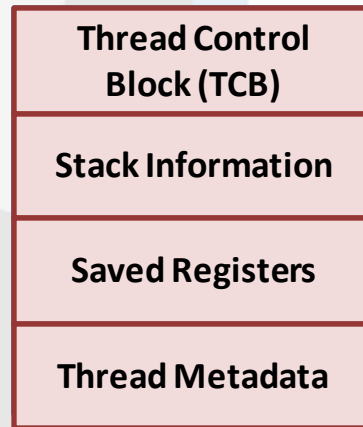 Thread Control
Block (TCB)
Stack Information
Saved Registers
Thread Metadata